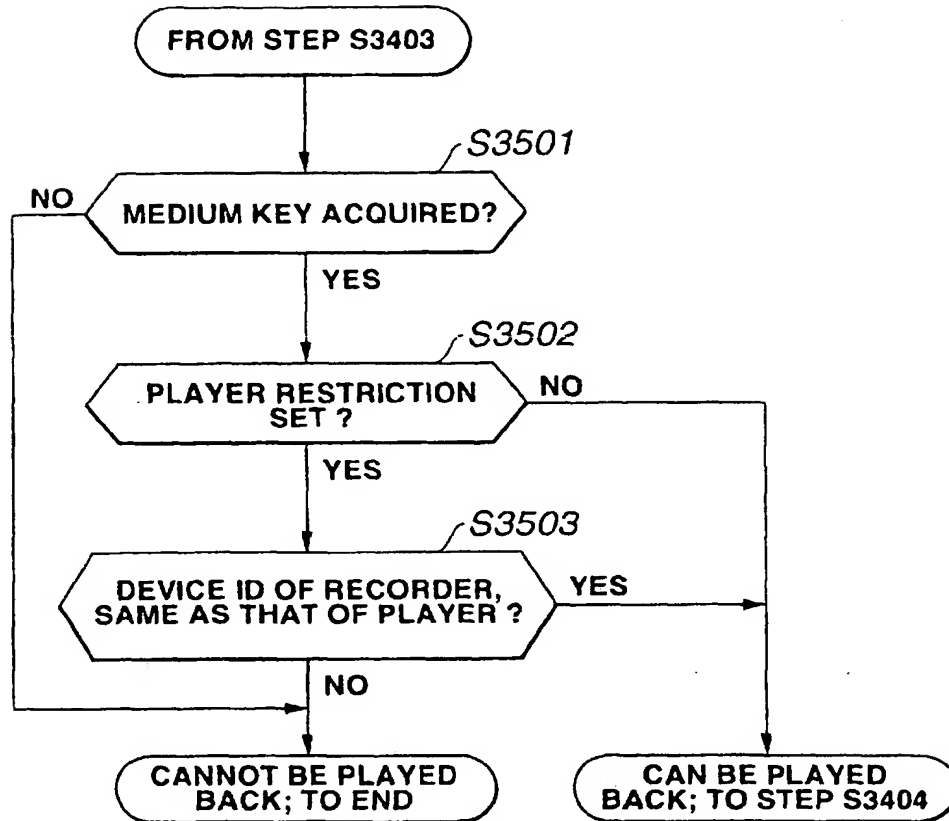 FROM STEP S3403
S3501
NO
MEDIUM KEY ACQUIRED?
YES
S3502
PLAYER RESTRICTION
SET ?
NO
YES
S3503
DEVICE ID OF RECORDER,
SAME AS THAT OF PLAYER ?
YES
NO
CANNOT BE PLAYED
BACK; TO END
CAN BE PLAYED
BACK; TO STEP S3404